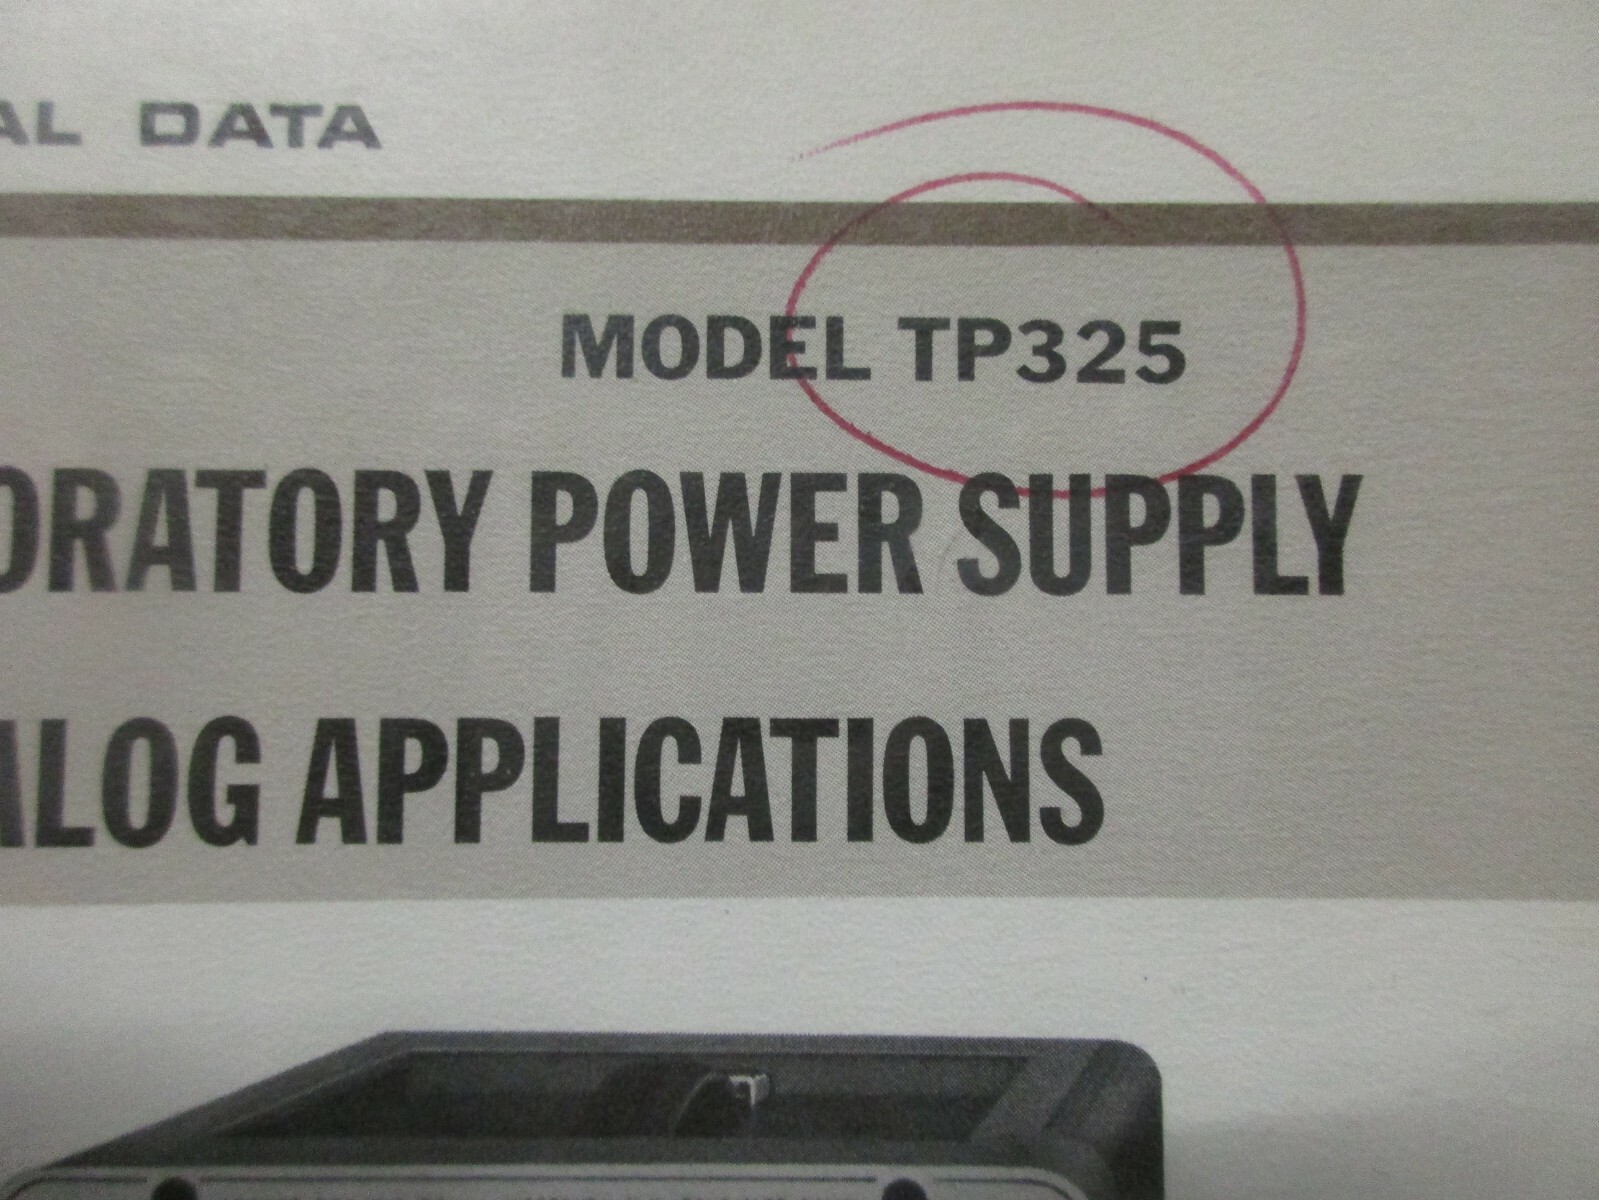 AL DATA
MODEL TP325
ORATORY POWER SUPPLY
ALOG APPLICATIONS